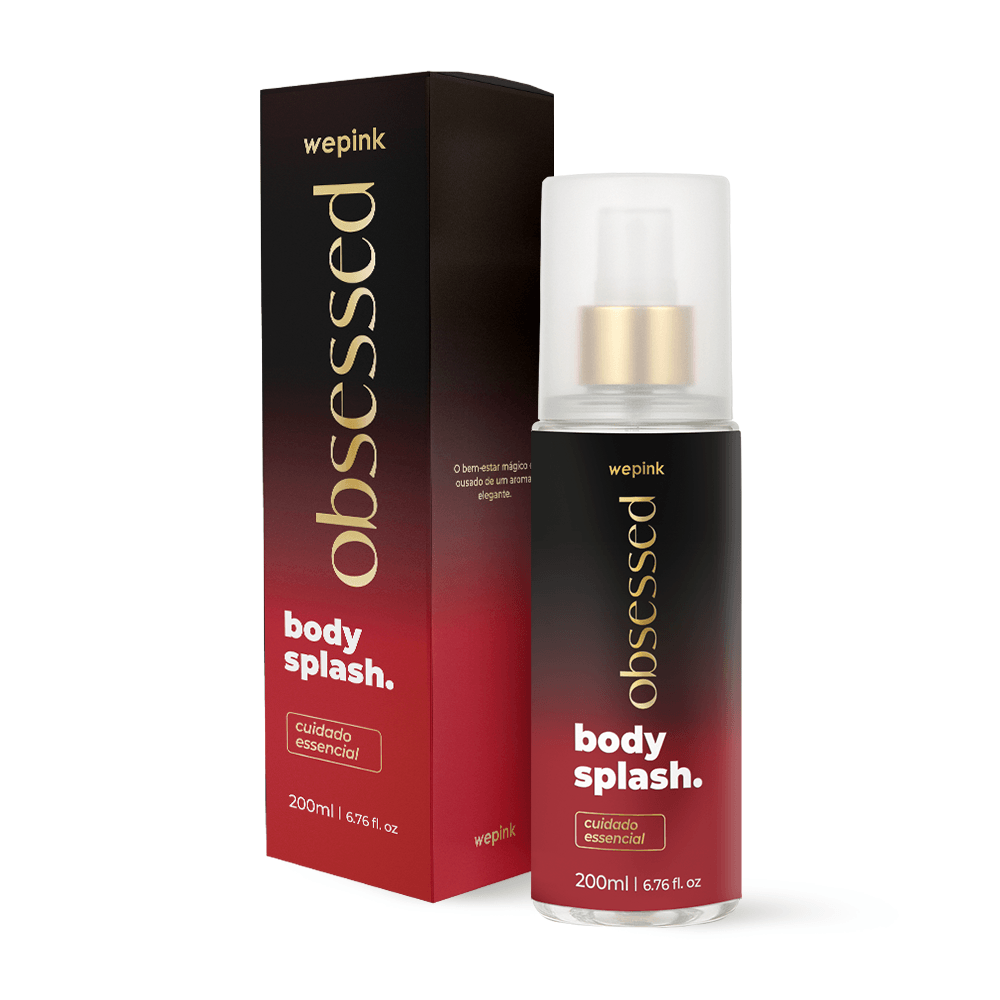 wepink
obsessed
body
splash.
cuidado
essencial
200ml | 6.76 fl. oz
O bem-estar mágico
ousado de um aroma
elegante.
wepink
wepink
obsessed
body
splash.
cuidado
essencial
200ml | 6.76 fl. oz